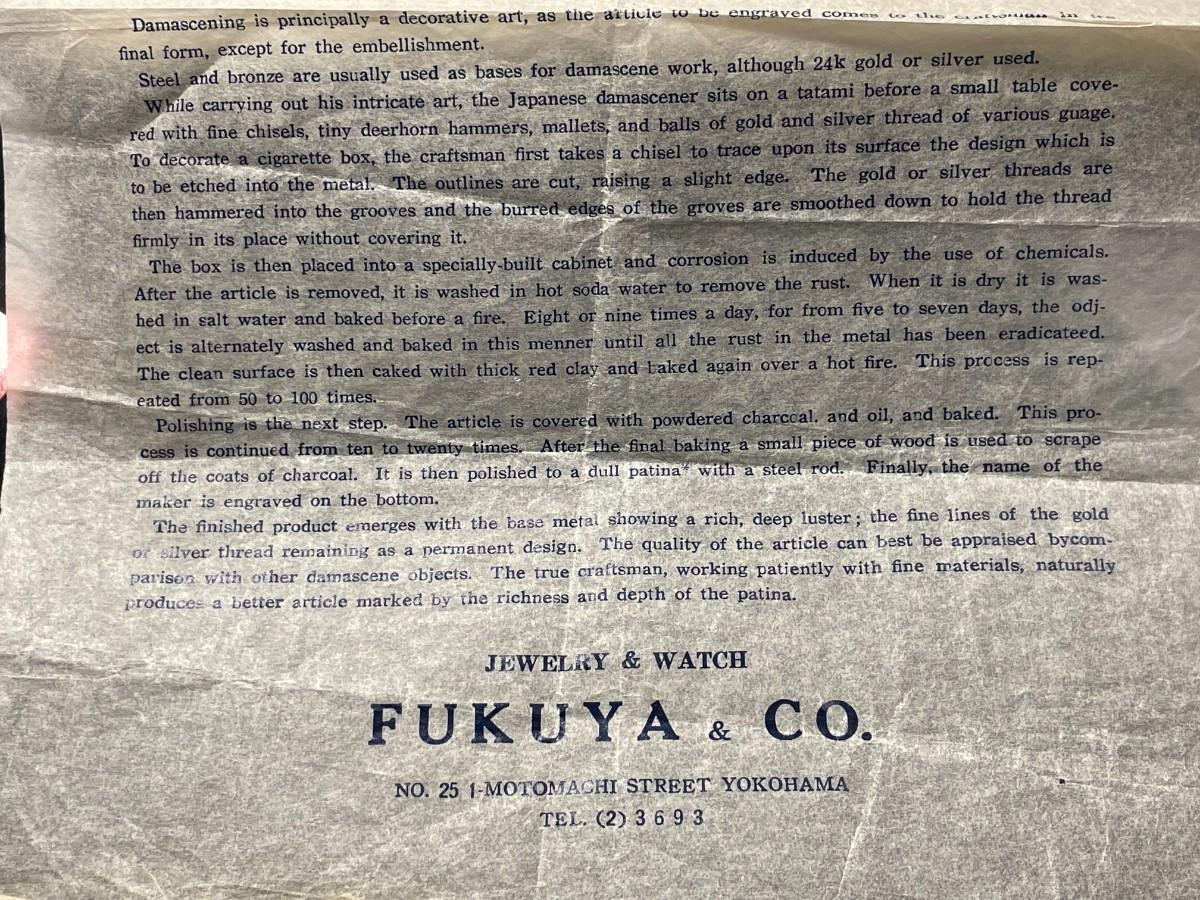 Damascening is principally a decorative art, as the article to be engraved comes to the craftsman in its
final form, except for the embellishment.
Steel and bronze are usually used as bases for damascene work, although 24k gold or silver used.
While carrying out his intricate art, the Japanese damascener sits on a tatami before a small table cove-
red with fine chisels, tiny deerhorn hammers, mallets, and balls of gold and silver thread of various guage.
To decorate a cigarette box, the craftsman first takes a chisel to trace upon its surface the design which is
to be etched into the metal. The outlines are cut, raising a slight edge. The gold or silver threads are
then hammered into the grooves and the burred edges of the groves are smoothed down to hold the thread
firmly in its place without covering it.
The box is then placed into a specially-built cabinet and corrosion is induced by the use of chemicals.
After the article is removed, it is washed in hot soda water to remove the rust. When it is dry it is was-
hed in salt water and baked before a fire. Eight or nine times a day, for from five to seven days, the odj-
ect is alternately washed and baked in this menner until all the rust in the metal has been eradicateed.
The clean surface is then caked with thick red clay and baked again over a hot fire. This process is rep-
eated from 50 to 100 times.
Polishing is the next step. The article is covered with powdered charccal. and oil, and baked. This pro-
cess is continued from ten to twenty times. After the final baking a small piece of wood is used to scrape
off the coats of charcoal. It is then polished to a dull patina* with a steel rod. Finally, the name of the
maker is engraved on the bottom.
The finished product emerges with the base metal showing a rich, deep luster; the fine lines of the gold
or silver thread remaining as a permanent design. The quality of the article can best be appraised bycom-
parison with other damascene objects. The true craftsman, working patiently with fine materials, naturally
produces a better article marked by the richness and depth of the patina.
JEWELRY & WATCH
FUKUYA & CO.
NO. 25 1-MOTOMACHI STREET YOKOHAMA
TEL. (2) 3693